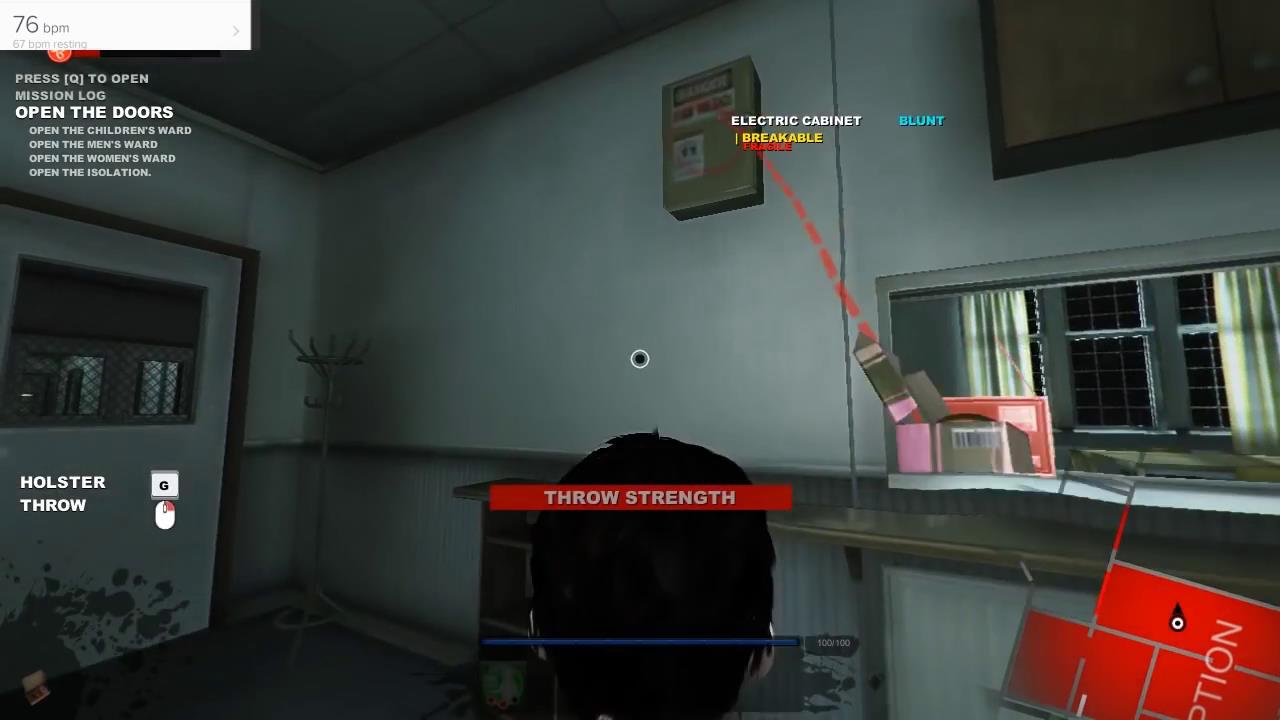 76 bpm
67 bpm resting
PRESS [Q] TO OPEN
MISSION LOG
OPEN THE DOORS
OPEN THE CHILDREN'S WARD
OPEN THE MEN'S WARD
OPEN THE WOMEN'S WARD
OPEN THE ISOLATION.
DANGER
ELECTRIC CABINET BLUNT
| BREAKABLE
FRAGILE
HOLSTER G
THROW
THROW STRENGTH
100/100
PTION